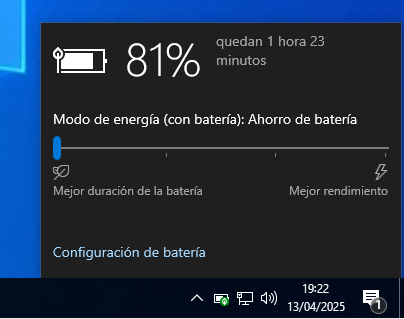 81%
quedan 1 hora 23
minutos
Modo de energía (con batería): Ahorro de batería
Mejor duración de la batería
Mejor rendimiento
Configuración de batería
19:22
13/04/2025
1